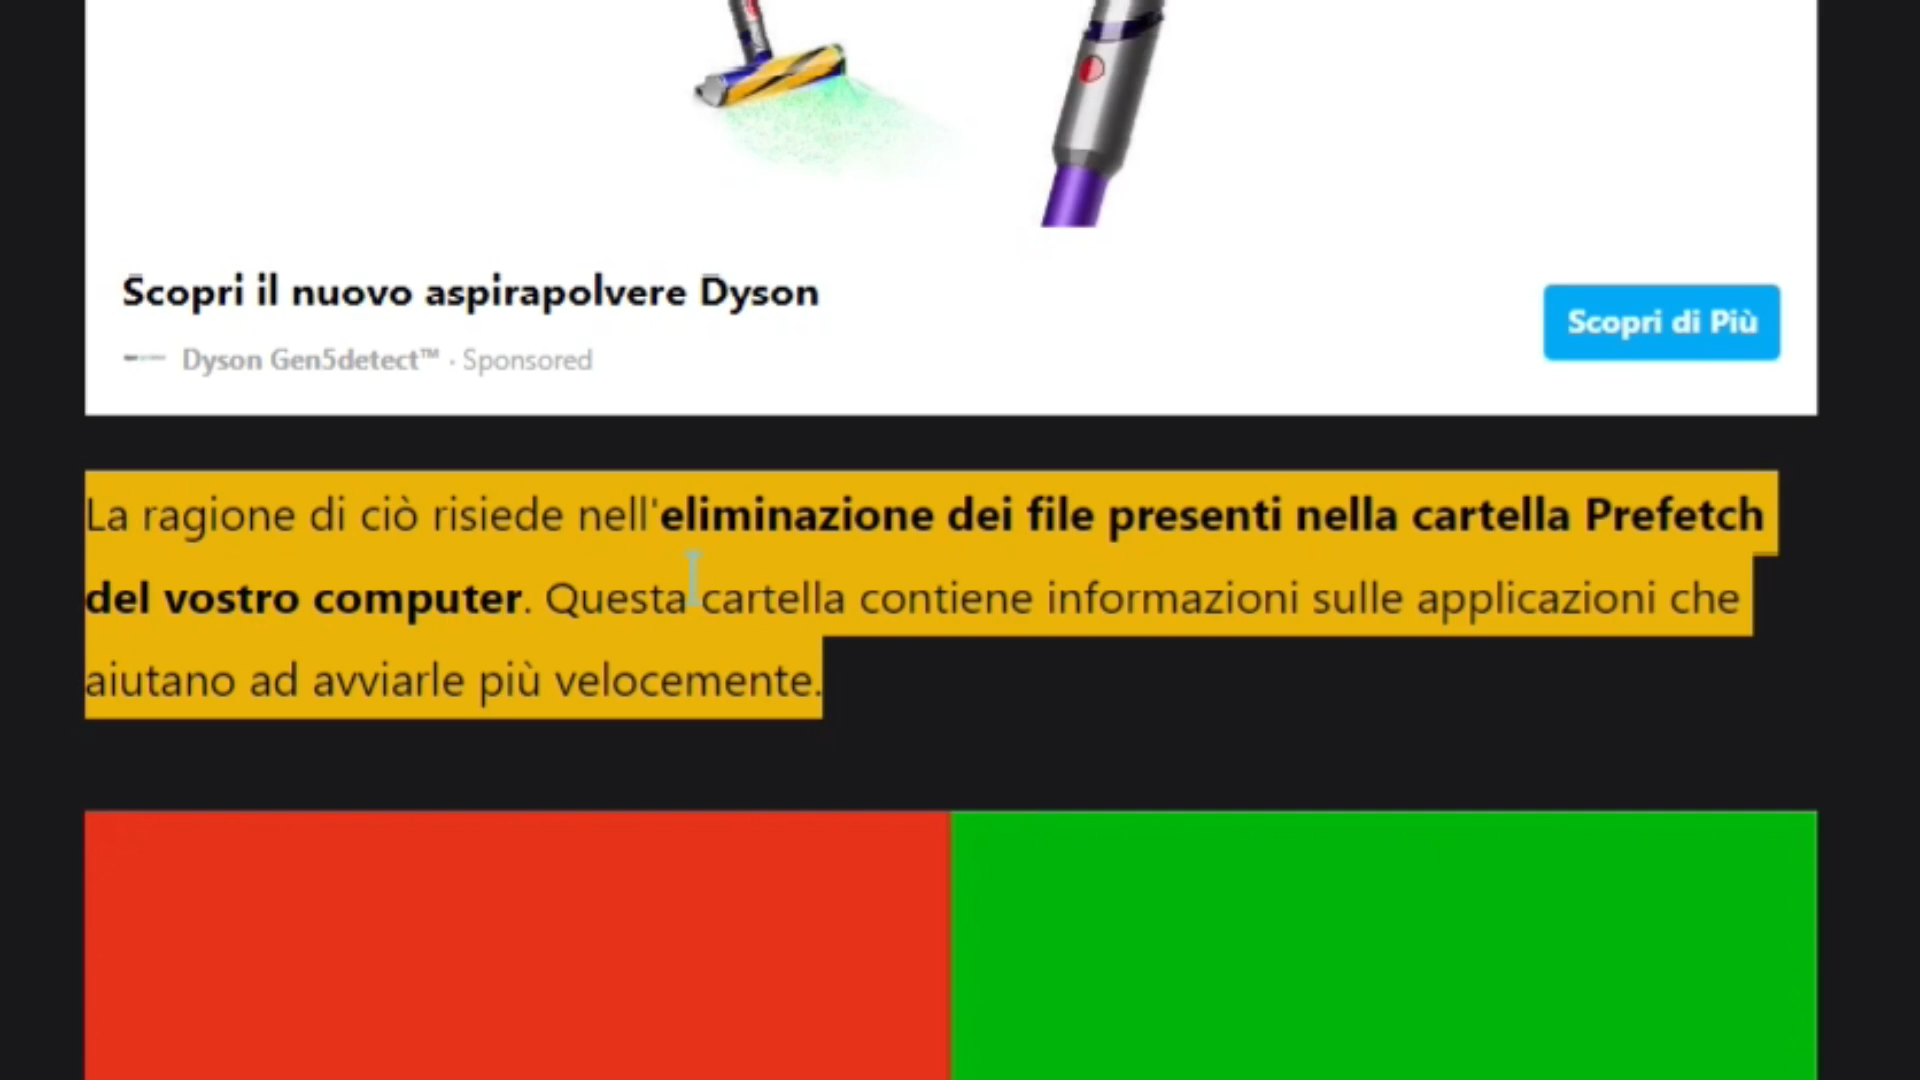 Scopri il nuovo aspirapolvere Dyson
Dyson Gen5detect™ · Sponsored
Scopri di Più
La ragione di ciò risiede nell'eliminazione dei file presenti nella cartella Prefetch
del vostro computer. Questa cartella contiene informazioni sulle applicazioni che
aiutano ad avviarle più velocemente.